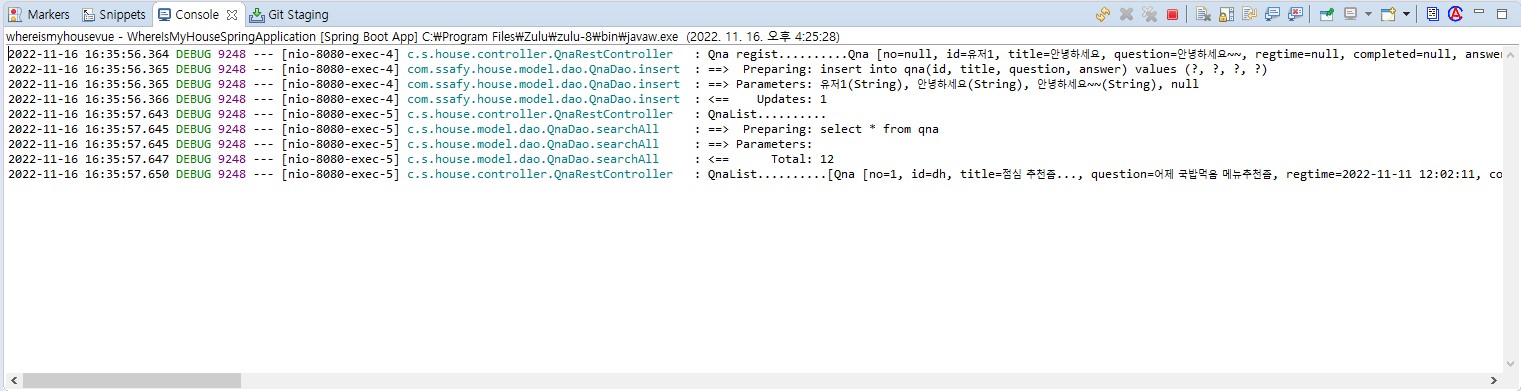 Markers Snippets Console Git Staging
whereismyhousevue - WhereIsMyHouseSpringApplication [Spring Boot App] C:₩Program Files₩Zulu₩zulu-8₩bin₩javaw.exe (2022. 11. 16. 오후 4:25:28)
2022-11-16 16:35:56.364 DEBUG 9248 --- [nio-8080-exec-4] c.s.house.controller.QnaRestController : Qna regist..........Qna [no=null, id=유저1, title=안녕하세요, question=안녕하세요~~, regtime=null, completed=null, answe
2022-11-16 16:35:56.365 DEBUG 9248 --- [nio-8080-exec-4] com.ssafy.house.model.dao.QnaDao.insert : ==> Preparing: insert into qna(id, title, question, answer) values (?, ?, ?, ?)
2022-11-16 16:35:56.365 DEBUG 9248 --- [nio-8080-exec-4] com.ssafy.house.model.dao.QnaDao.insert : ==> Parameters: 유저1(String), 안녕하세요(String), 안녕하세요~~(String), null
2022-11-16 16:35:56.366 DEBUG 9248 --- [nio-8080-exec-4] com.ssafy.house.model.dao.QnaDao.insert : <== Updates: 1
2022-11-16 16:35:57.643 DEBUG 9248 --- [nio-8080-exec-5] c.s.house.controller.QnaRestController : QnaList..........
2022-11-16 16:35:57.645 DEBUG 9248 --- [nio-8080-exec-5] c.s.house.model.dao.QnaDao.searchAll : ==> Preparing: select * from qna
2022-11-16 16:35:57.645 DEBUG 9248 --- [nio-8080-exec-5] c.s.house.model.dao.QnaDao.searchAll : ==> Parameters:
2022-11-16 16:35:57.647 DEBUG 9248 --- [nio-8080-exec-5] c.s.house.model.dao.QnaDao.searchAll : <== Total: 12
2022-11-16 16:35:57.650 DEBUG 9248 --- [nio-8080-exec-5] c.s.house.controller.QnaRestController : QnaList..........[Qna [no=1, id=dh, title=점심 추천좀..., question=어제 국밥먹음 메뉴추천좀, regtime=2022-11-11 12:02:11, co